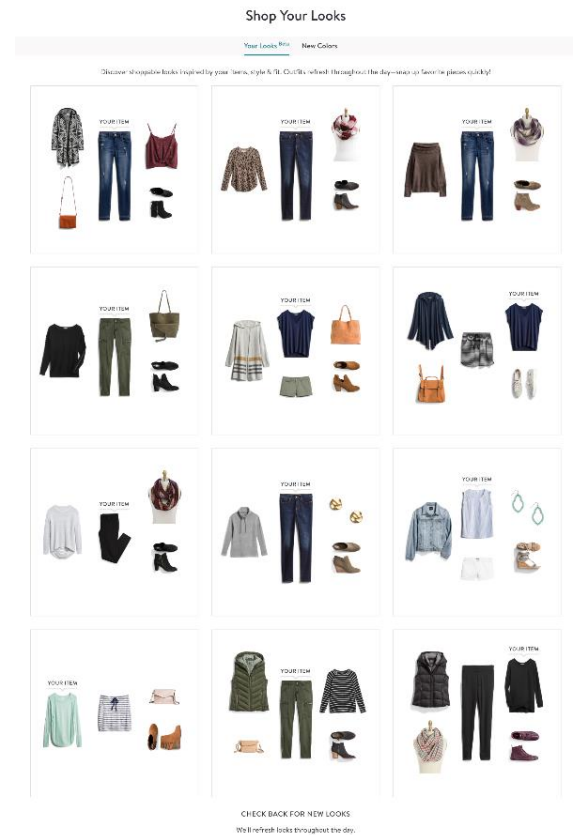 Shop Your Looks
Your Looks Beta
New Colors
Discover shoppable looks inspired by your items, style & fit. Outfits refresh throughout the day—snap up favorite pieces quickly!
YOUR ITEM
YOUR ITEM
YOUR ITEM
YOUR ITEM
YOUR ITEM
YOUR ITEM
YOUR ITEM
YOUR ITEM
YOUR ITEM
YOUR ITEM
YOUR ITEM
YOUR ITEM
CHECK BACK FOR NEW LOOKS
We'll refresh looks throughout the day.